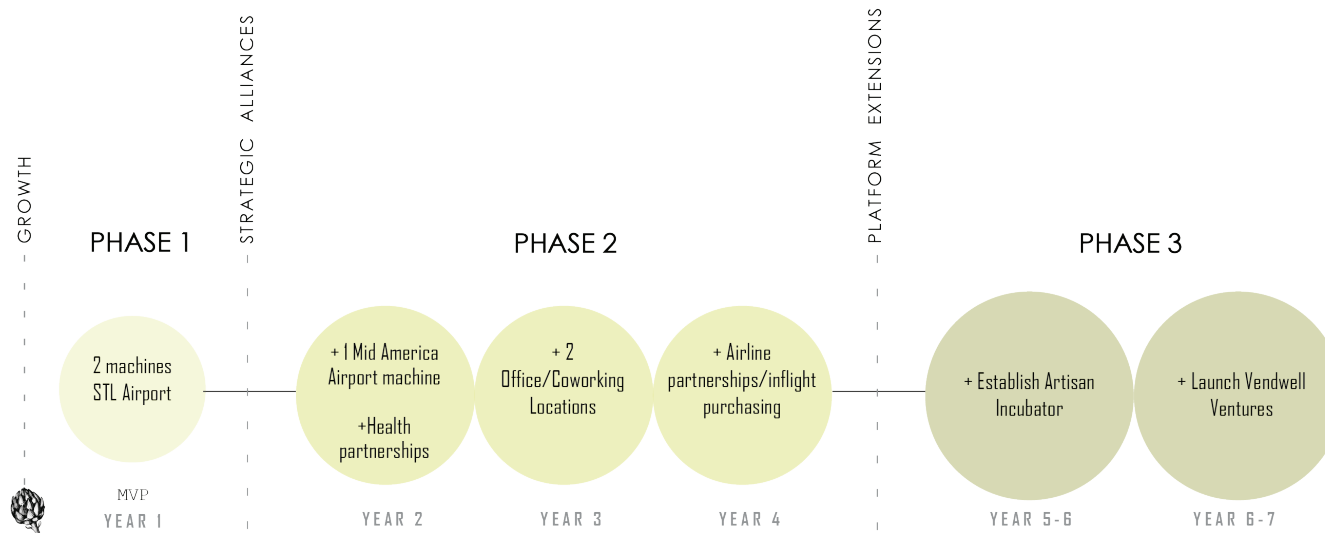 GROWTH
STRATEGIC ALLIANCES
PLATFORM EXTENSIONS
PHASE 1
PHASE 2
PHASE 3
2 machines
STL Airport
+ 1 Mid America
Airport machine
+Health
partnerships
+ 2
Office/Coworking
Locations
+ Airline
partnerships/inflight
purchasing
+ Establish Artisan
Incubator
+ Launch Vendwell
Ventures
MVP
YEAR 1
YEAR 2
YEAR 3
YEAR 4
YEAR 5-6
YEAR 6-7